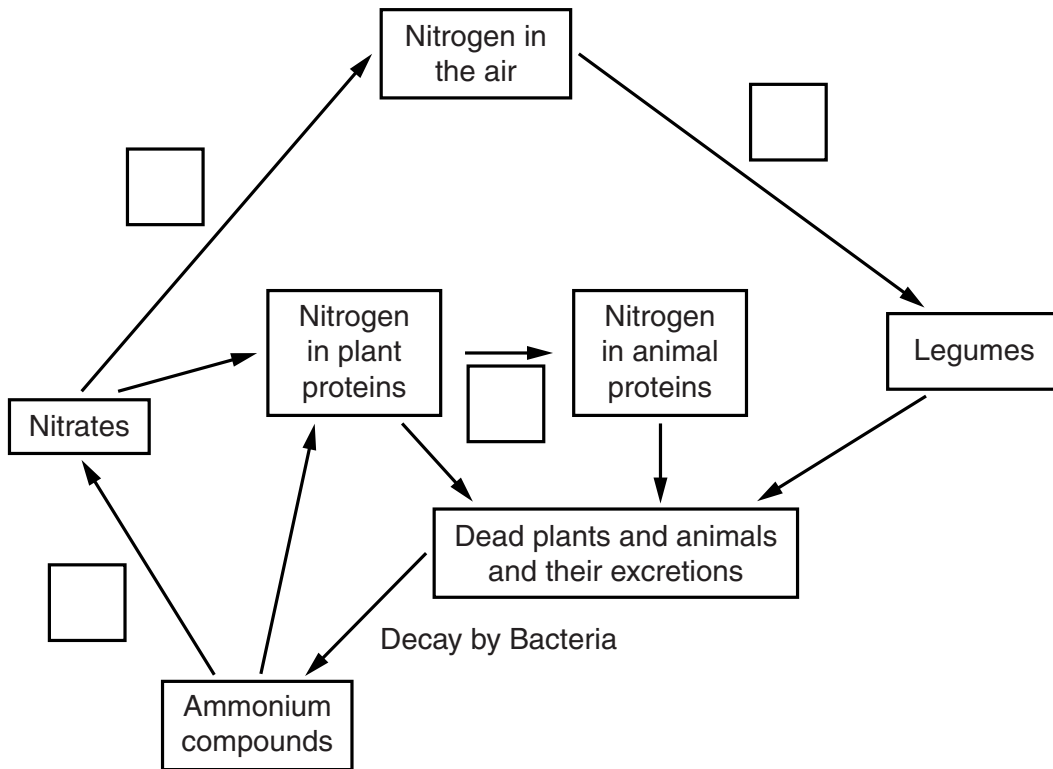 Nitrogen in
the air
Nitrogen
in plant
proteins
Nitrogen
in animal
proteins
Legumes
Nitrates
Dead plants and animals
and their excretions
Decay by Bacteria
Ammonium
compounds